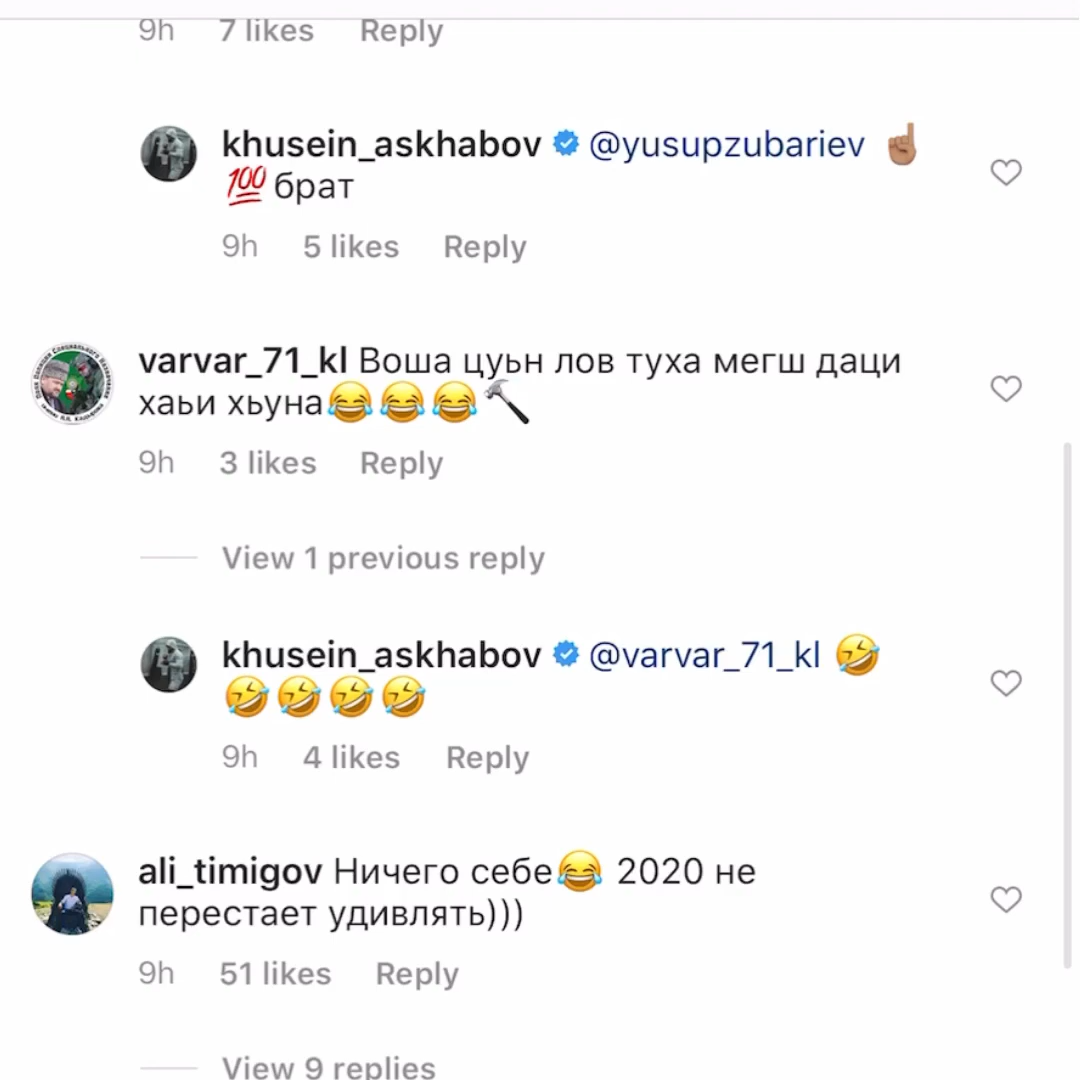 9h 7 likes Reply
khusein_askhabov @yusupzubariev ☝🏽
💯брат
9h 5 likes Reply
varvar_71_kl Воша цуьн лов туха мегш даци
хаьи хьуна😂😂😂🔨
9h 3 likes Reply
View 1 previous reply
khusein_askhabov @varvar_71_kl 🤣
🤣🤣🤣🤣
9h 4 likes Reply
ali_timigov Ничего себе😂 2020 не
перестает удивлять)))
9h 51 likes Reply
View 9 replies